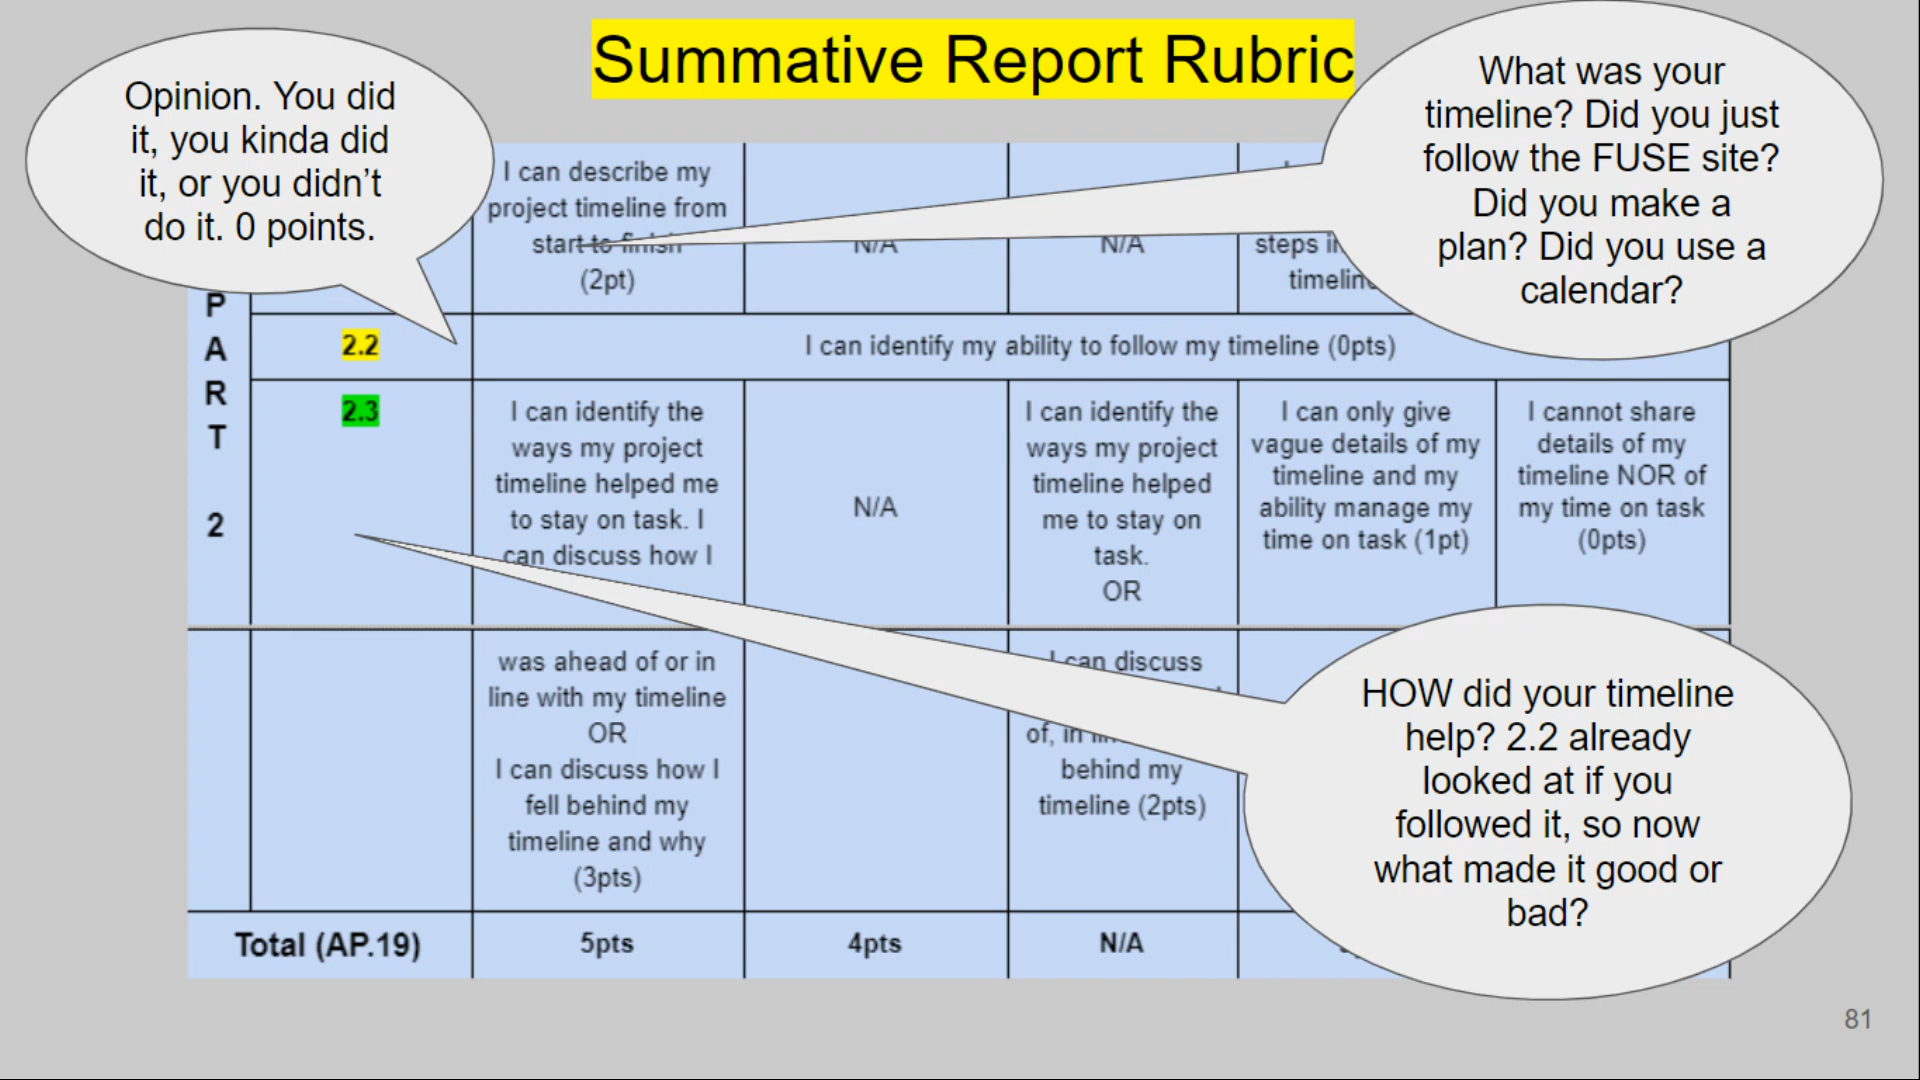 Summative Report Rubric
Opinion. You did
it, you kinda did
it, or you didn’t
do it. 0 points.
What was your
timeline? Did you just
follow the FUSE site?
Did you make a
plan? Did you use a
calendar?
I can describe my
project timeline from
start to finish
(2pt)
N/A
N/A
steps
P
A
R
T
2
2.2
I can identify my ability to follow my timeline (0pts)
2.3
I can identify the
ways my project
timeline helped me
to stay on task. I
can discuss how I
N/A
I can identify the
ways my project
timeline helped
me to stay on
task.
OR
I can only give
vague details of my
timeline and my
ability manage my
time on task (1pt)
I cannot share
details of my
timeline NOR of
my time on task
(0pts)
was ahead of or in
line with my timeline
OR
I can discuss how I
fell behind my
timeline and why
(3pts)
I can discuss
of, in
behind my
timeline (2pts)
HOW did your timeline
help? 2.2 already
looked at if you
followed it, so now
what made it good or
bad?
Total (AP.19)
5pts
4pts
N/A
81